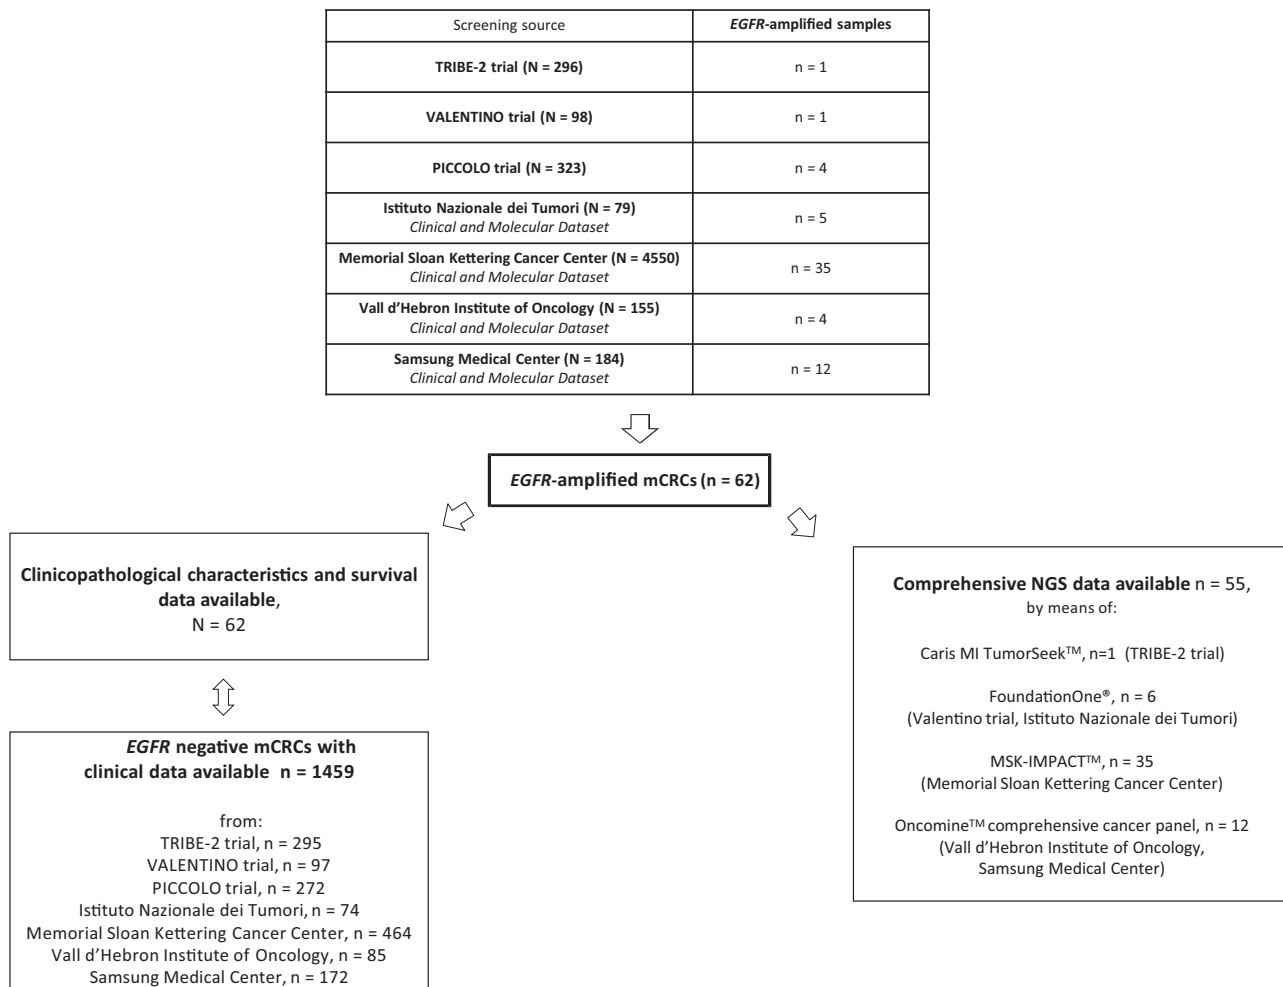 Screening source
EGFR-amplified samples
TRIBE-2 trial (N = 296)
n = 1
VALENTINO trial (N = 98)
n = 1
PICCOLO trial (N = 323)
n = 4
Istituto Nazionale dei Tumori (N = 79)
Clinical and Molecular Dataset
n = 5
Memorial Sloan Kettering Cancer Center (N = 4550)
Clinical and Molecular Dataset
n = 35
Vall d’Hebron Institute of Oncology (N = 155)
Clinical and Molecular Dataset
n = 4
Samsung Medical Center (N = 184)
Clinical and Molecular Dataset
n = 12
EGFR-amplified mCRCs (n = 62)
Clinicopathological characteristics and survival
data available,
N = 62
EGFR negative mCRCs with
clinical data available n = 1459
from:
TRIBE-2 trial, n = 295
VALENTINO trial, n = 97
PICCOLO trial, n = 272
Istituto Nazionale dei Tumori, n = 74
Memorial Sloan Kettering Cancer Center, n = 464
Vall d’Hebron Institute of Oncology, n = 85
Samsung Medical Center, n = 172
Comprehensive NGS data available n = 55,
by means of:
Caris MI TumorSeek™, n=1 (TRIBE-2 trial)
FoundationOne®, n = 6
(Valentino trial, Istituto Nazionale dei Tumori)
MSK-IMPACT™, n = 35
(Memorial Sloan Kettering Cancer Center)
Oncomine™ comprehensive cancer panel, n = 12
(Vall d’Hebron Institute of Oncology,
Samsung Medical Center)